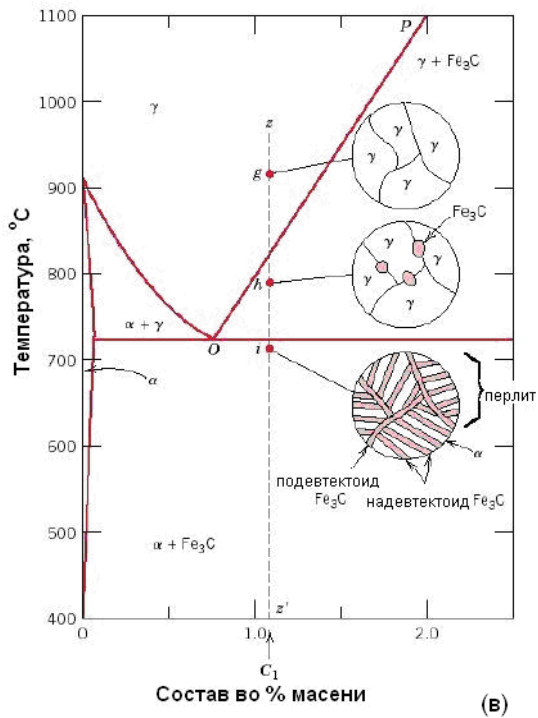 1100
1000
900
800
700
600
500
400
Температура, °C
P
γ + Fe₃C
γ
z
γ
γ
γ
γ
g
Fe₃C
γ
γ
γ
γ
h
α + γ
O
i
α
перлит
α
подевтектоид
Fe₃C
надевтектоид Fe₃C
α + Fe₃C
z'
0
1.0
2.0
C₁
Состав во % масени
(в)